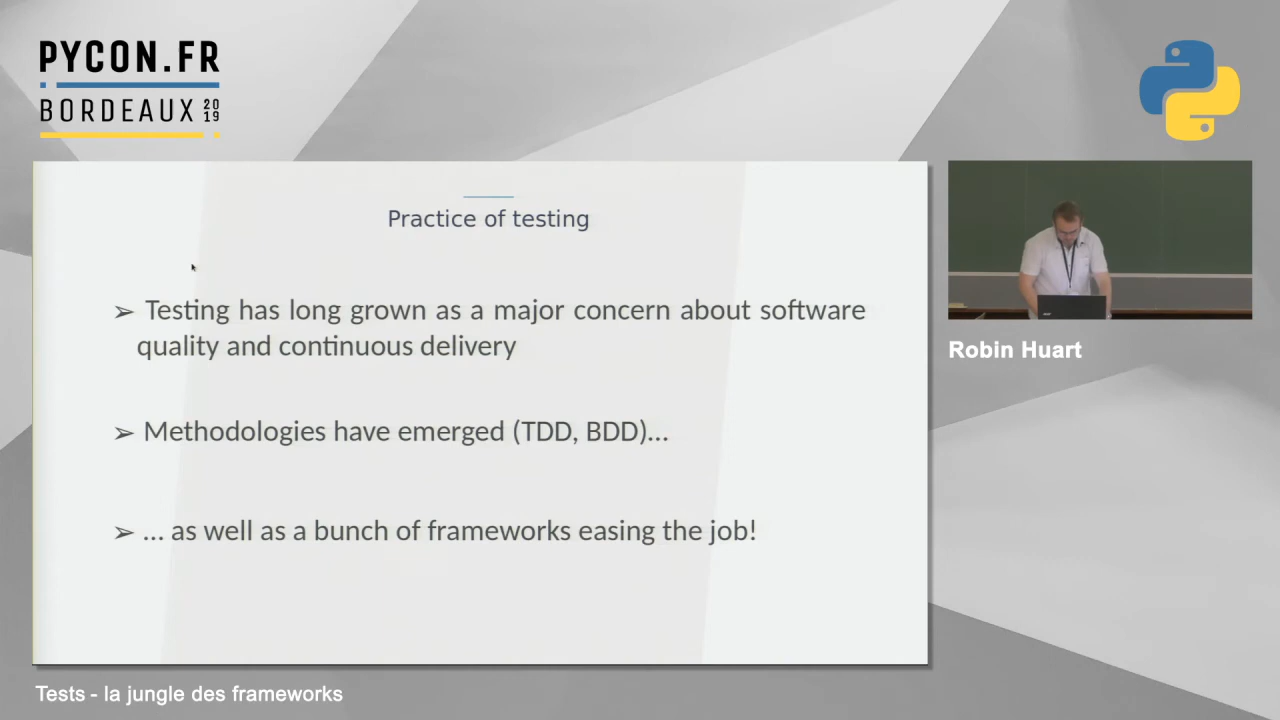 PYCON.FR
BORDEAUX 2019
Practice of testing
➢ Testing has long grown as a major concern about software
quality and continuous delivery
➢ Methodologies have emerged (TDD, BDD)...
➢ ... as well as a bunch of frameworks easing the job!
Robin Huart
Tests - la jungle des frameworks